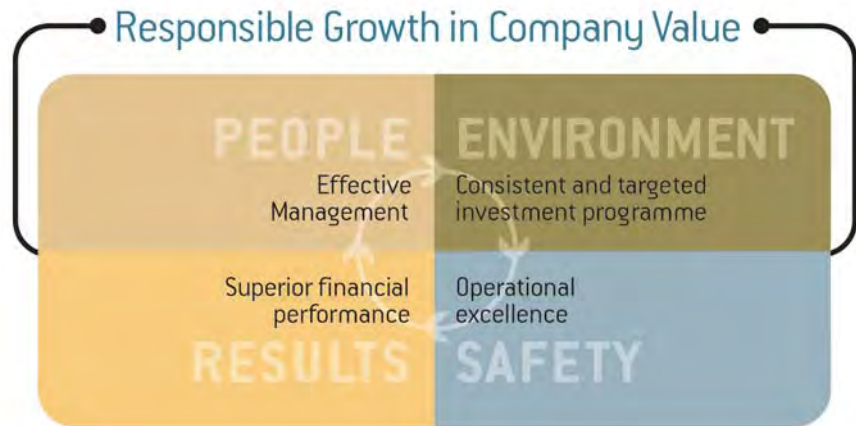 Responsible Growth in Company Value
PEOPLE
Effective
Management
ENVIRONMENT
Consistent and targeted
investment programme
Superior financial
performance
RESULTS
Operational
excellence
SAFETY